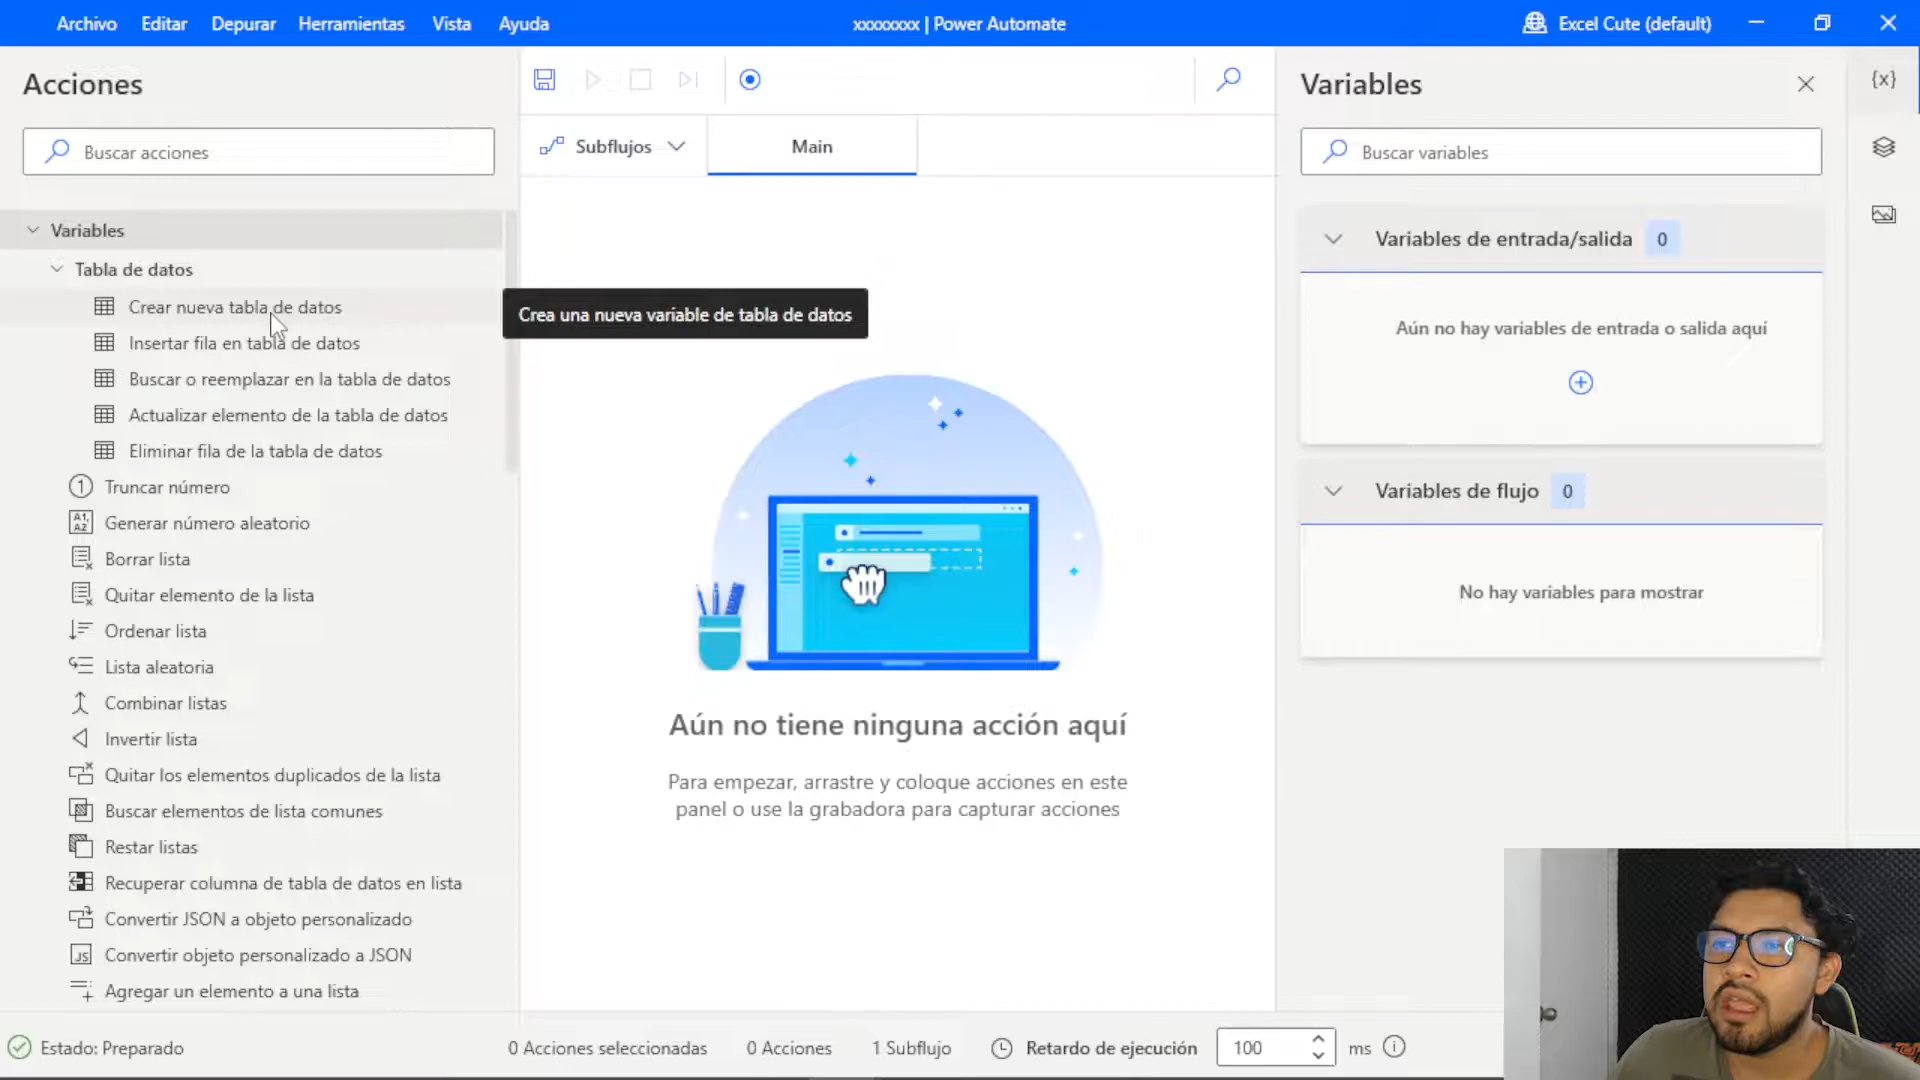 Archivo Editar Depurar Herramientas Vista Ayuda
xxxxxxxx | Power Automate
Excel Cute (default)
Acciones
Buscar acciones
Variables
Tabla de datos
Crear nueva tabla de datos
Insertar fila en tabla de datos
Buscar o reemplazar en la tabla de datos
Actualizar elemento de la tabla de datos
Eliminar fila de la tabla de datos
Truncar número
Generar número aleatorio
Borrar lista
Quitar elemento de la lista
Ordenar lista
Lista aleatoria
Combinar listas
Invertir lista
Quitar los elementos duplicados de la lista
Buscar elementos de lista comunes
Restar listas
Recuperar columna de tabla de datos en lista
Convertir JSON a objeto personalizado
Convertir objeto personalizado a JSON
Agregar un elemento a una lista
Subflujos
Main
Crea una nueva variable de tabla de datos
Aún no tiene ninguna acción aquí
Para empezar, arrastre y coloque acciones en este
panel o use la grabadora para capturar acciones
Variables
{x}
Buscar variables
Variables de entrada/salida 0
Aún no hay variables de entrada o salida aquí
Variables de flujo 0
No hay variables para mostrar
Estado: Preparado
0 Acciones seleccionadas
0 Acciones
1 Subflujo
Retardo de ejecución
100
ms